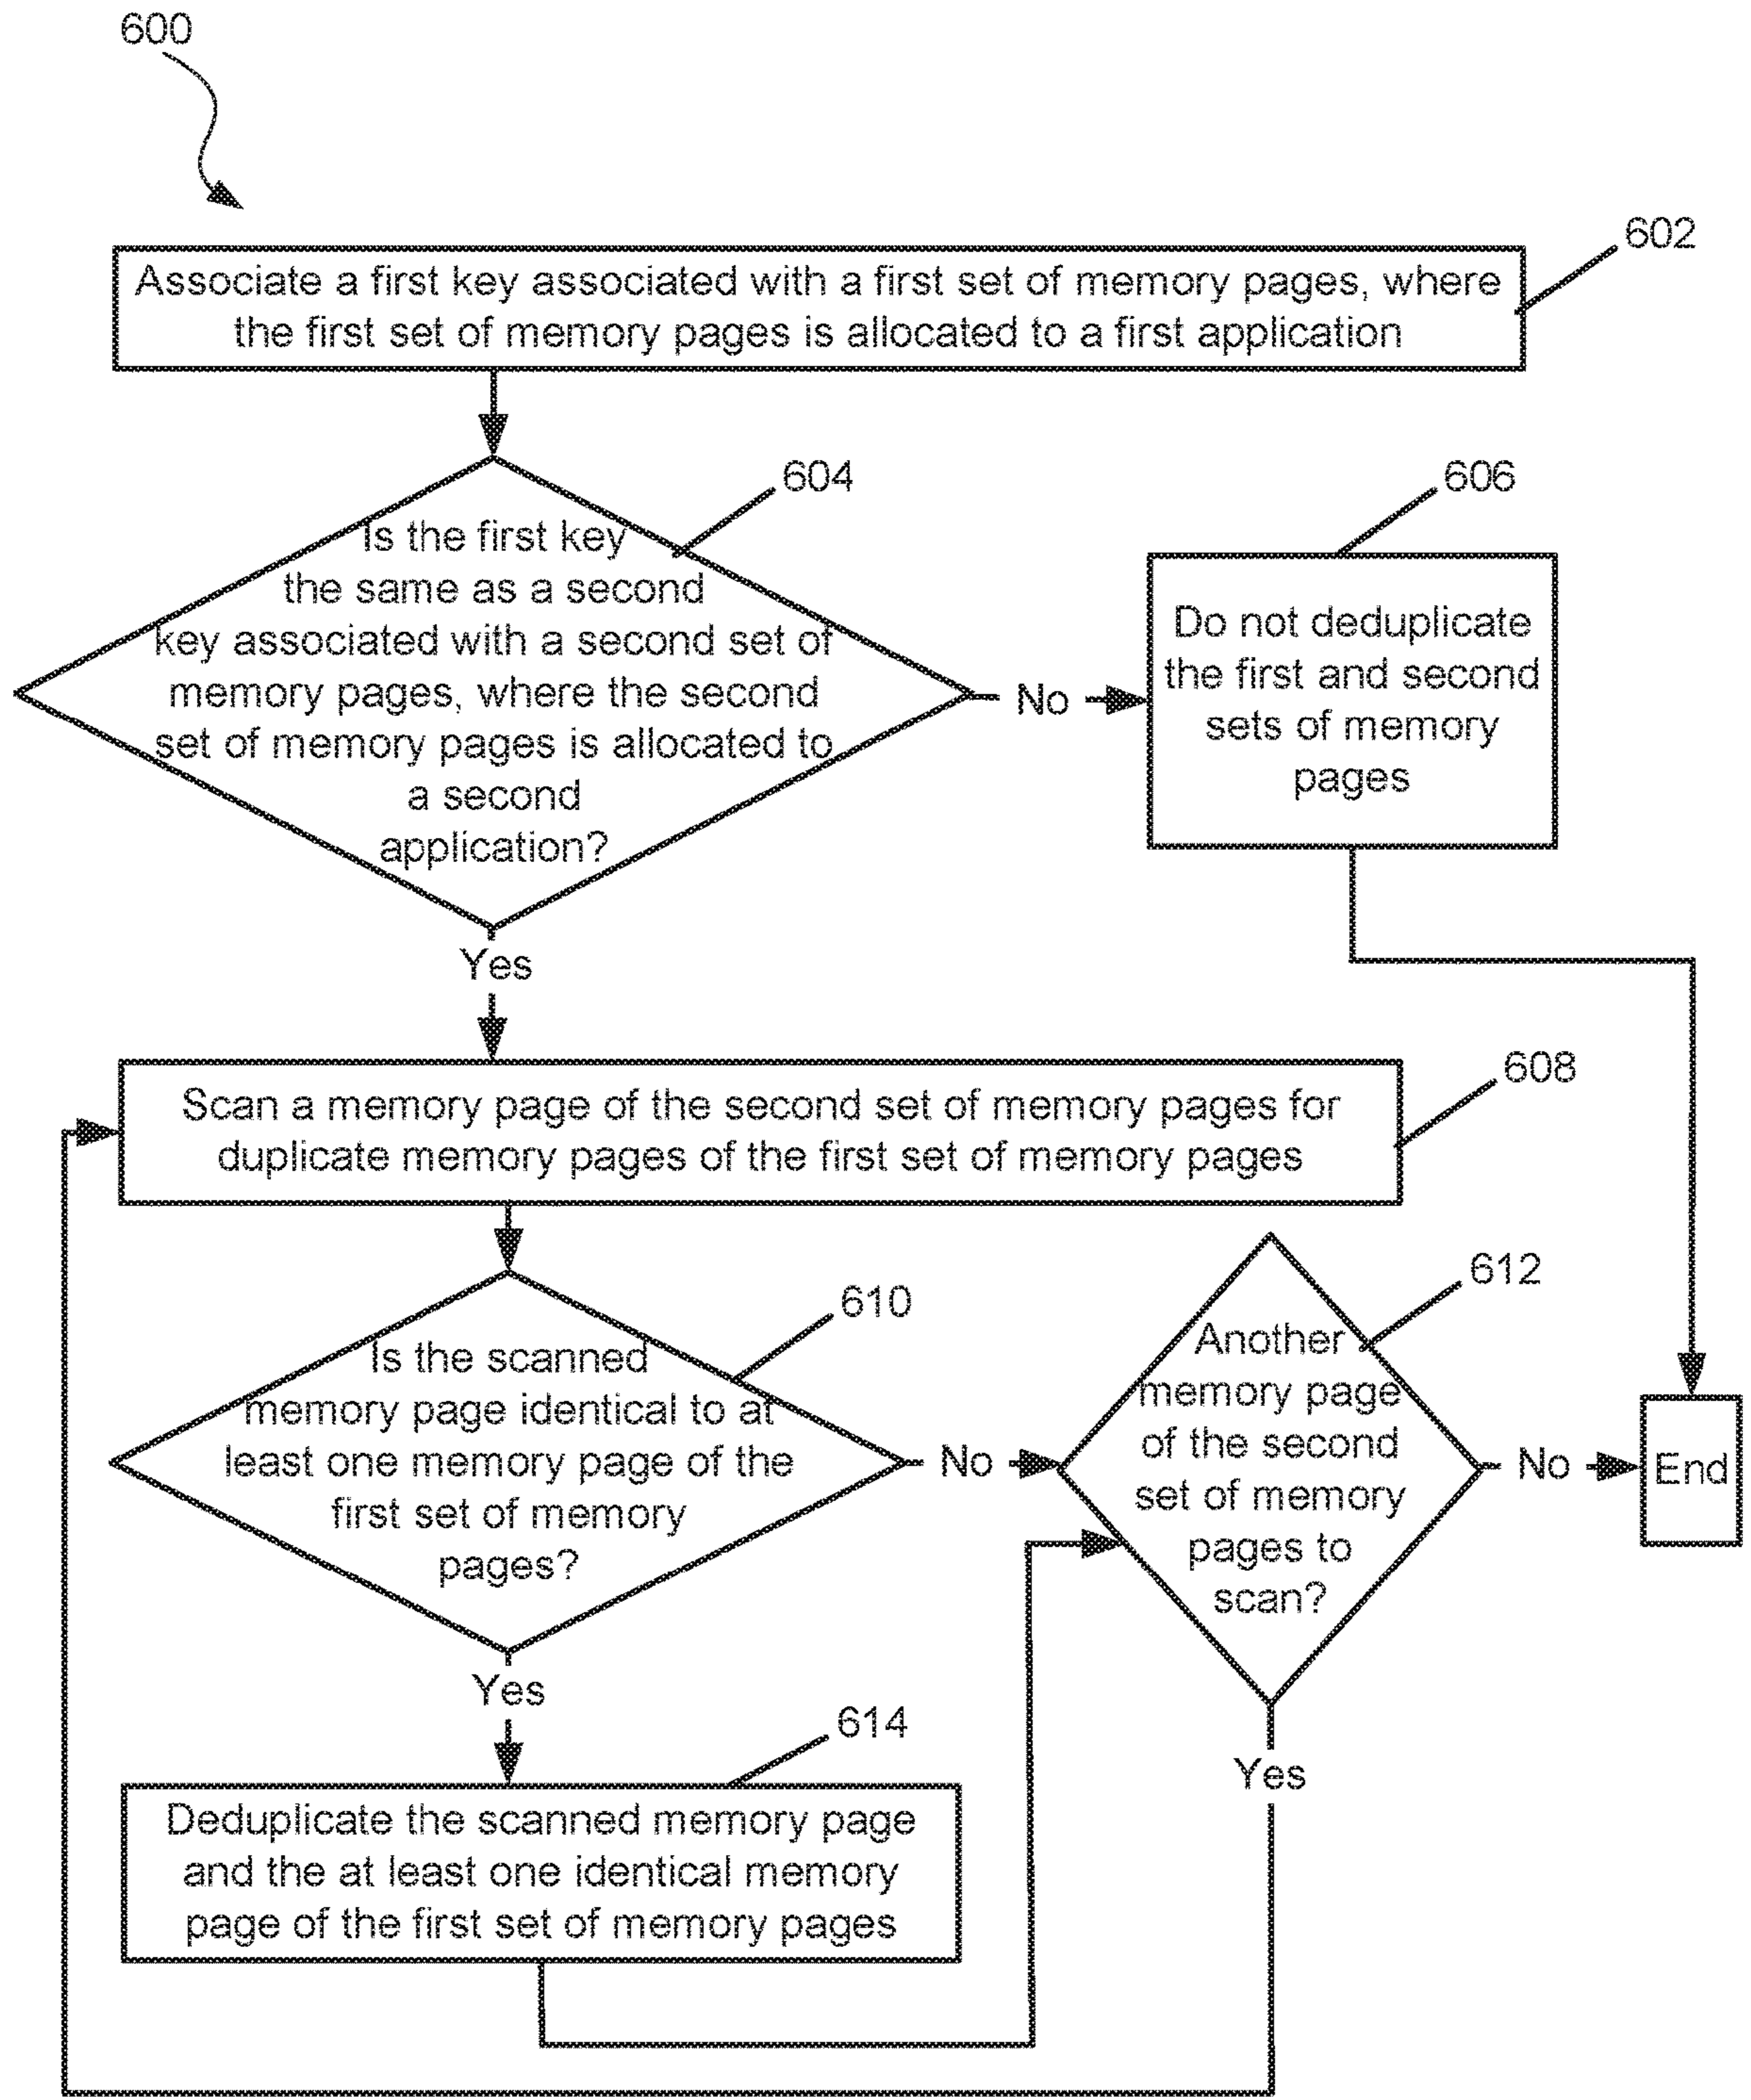 600
602
Associate a first key associated with a first set of memory pages, where
the first set of memory pages is allocated to a first application
604
Is the first key
the same as a second
key associated with a second set of
memory pages, where the second
set of memory pages is allocated to
a second
application?
No
606
Do not deduplicate
the first and second
sets of memory
pages
Yes
608
Scan a memory page of the second set of memory pages for
duplicate memory pages of the first set of memory pages
610
Is the scanned
memory page identical to at
least one memory page of the
first set of memory
pages?
No
612
Another
memory page
of the second
set of memory
pages to
scan?
No
End
Yes
614
Deduplicate the scanned memory page
and the at least one identical memory
page of the first set of memory pages
Yes